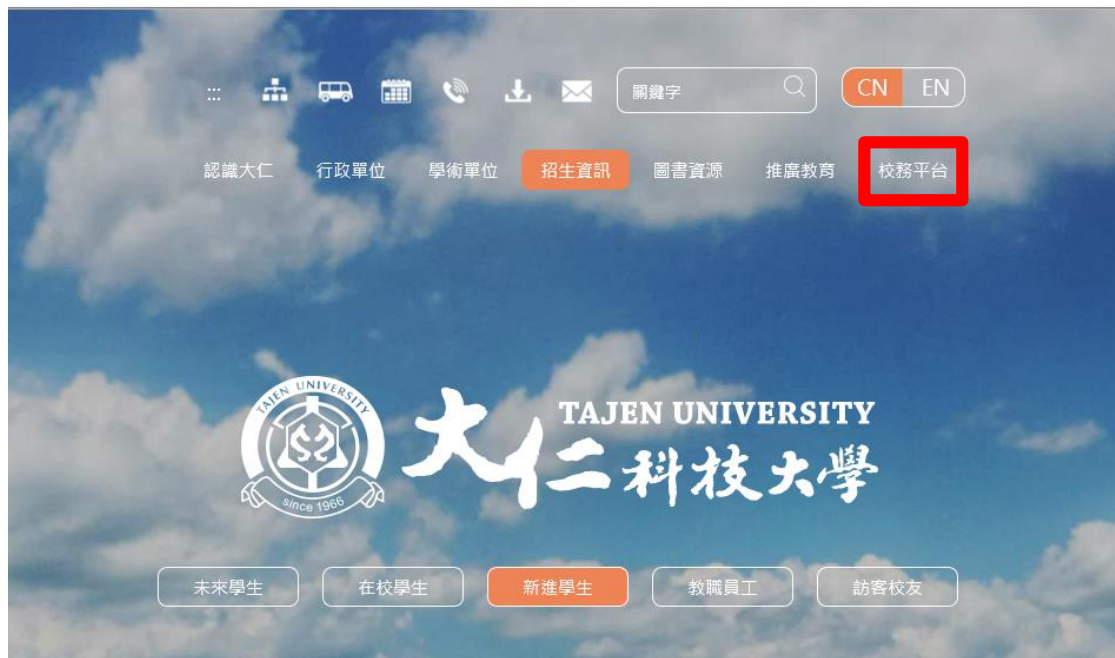 關鍵字
CN EN
認識大仁 行政單位 學術單位 招生資訊 圖書資源 推廣教育 校務平台
TAJEN UNIVERSITY
since 1966
TAJEN UNIVERSITY
大仁科技大學
未來學生 在校學生 新進學生 教職員工 訪客校友